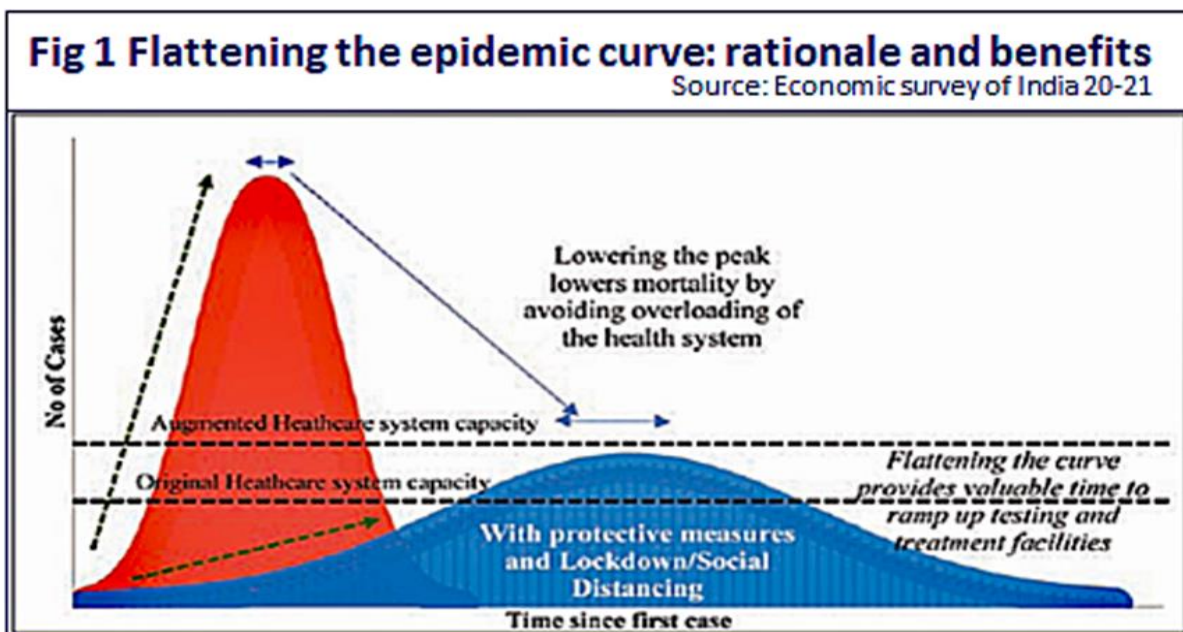 Fig 1 Flattening the epidemic curve: rationale and benefits
Source: Economic survey of India 20-21
No of Cases
Lowering the peak
lowers mortality by
avoiding overloading of
the health system
Augmented Heathcare system capacity
Original Heathcare system capacity
Flattening the curve
provides valuable time to
ramp up testing and
treatment facilities
With protective measures
and Lockdown/Social
Distancing
Time since first case